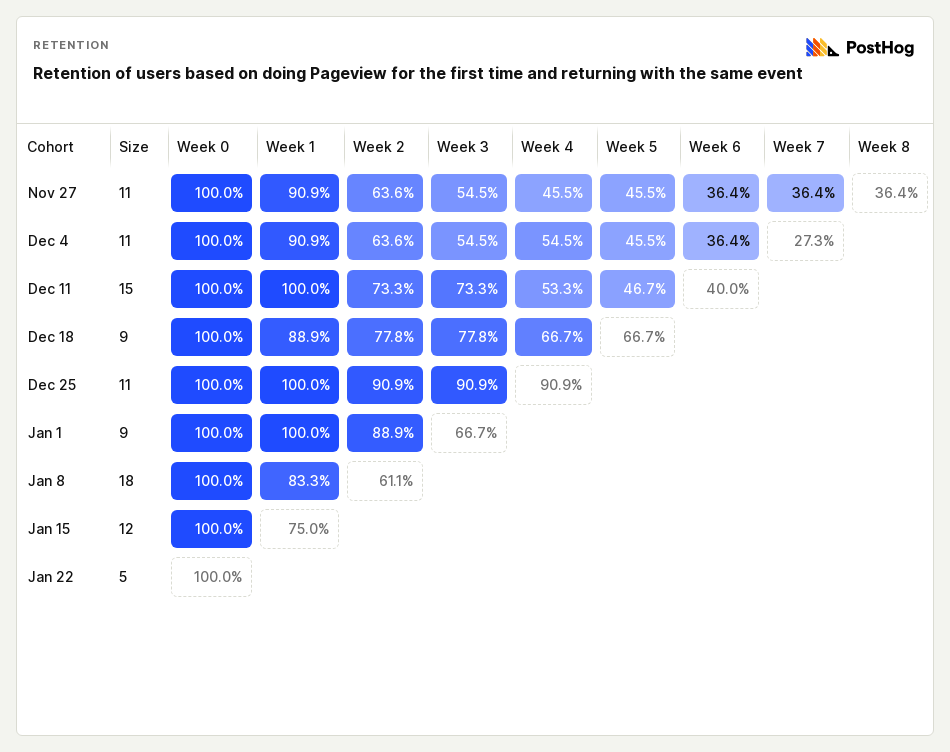 RETENTION
PostHog
Retention of users based on doing Pageview for the first time and returning with the same event
Cohort Size Week 0 Week 1 Week 2 Week 3 Week 4 Week 5 Week 6 Week 7 Week 8
Nov 27 11 100.0% 90.9% 63.6% 54.5% 45.5% 45.5% 36.4% 36.4% 36.4%
Dec 4 11 100.0% 90.9% 63.6% 54.5% 54.5% 45.5% 36.4% 27.3%
Dec 11 15 100.0% 100.0% 73.3% 73.3% 53.3% 46.7% 40.0%
Dec 18 9 100.0% 88.9% 77.8% 77.8% 66.7% 66.7%
Dec 25 11 100.0% 100.0% 90.9% 90.9% 90.9%
Jan 1 9 100.0% 100.0% 88.9% 66.7%
Jan 8 18 100.0% 83.3% 61.1%
Jan 15 12 100.0% 75.0%
Jan 22 5 100.0%